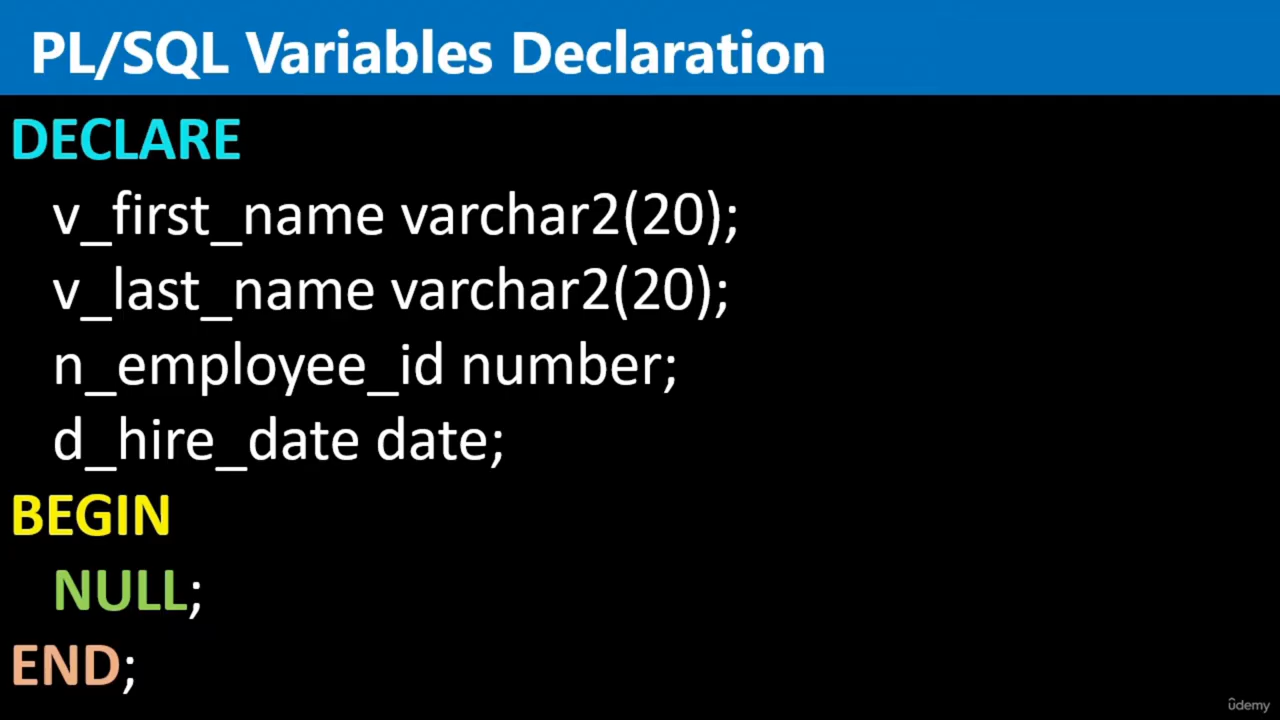 PL/SQL Variables Declaration
DECLARE
v_first_name varchar2(20);
v_last_name varchar2(20);
n_employee_id number;
d_hire_date date;
BEGIN
NULL;
END;
ûdemy